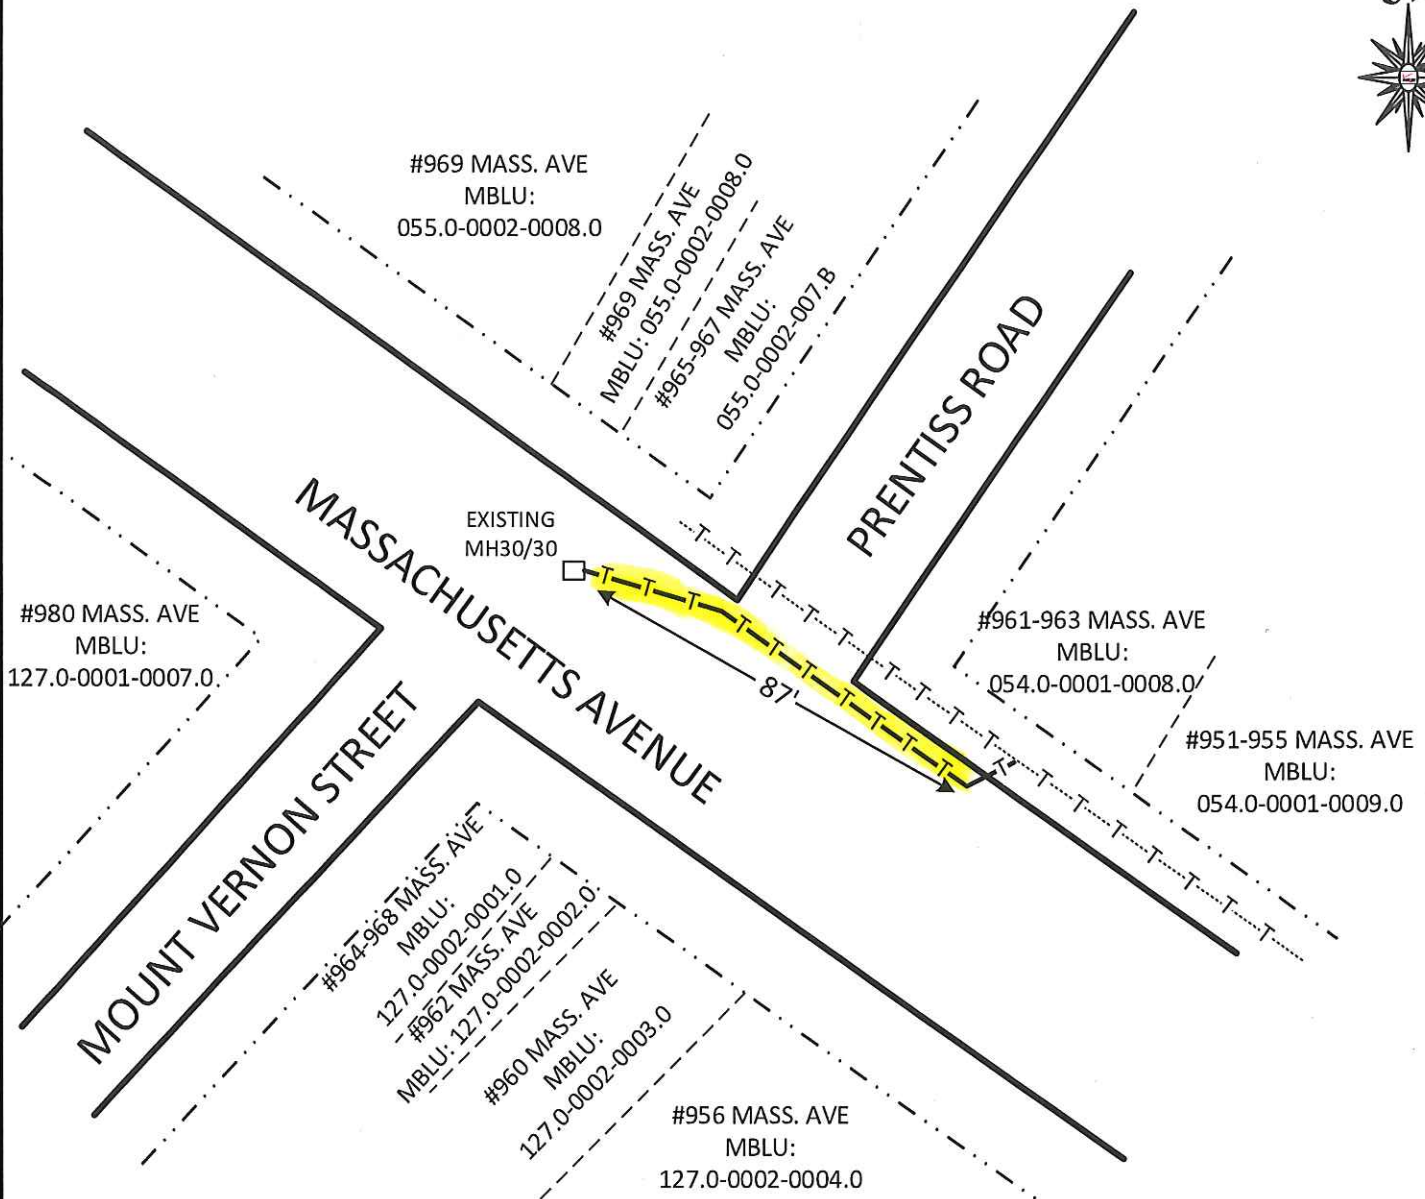 #969 MASS. AVE
MBLU:
055.0-0002-0008.0
#969 MASS. AVE
MBLU: 055.0-0002-0008.0
#965-967 MASS. AVE
MBLU:
055.0-0002-007.B
PRENTISS ROAD
MASSACHUSETTS AVENUE
EXISTING
MH30/30
T T T T T T T T T T T T T
T T T T T T T T T T T
87'
#980 MASS. AVE
MBLU:
127.0-0001-0007.0
#961-963 MASS. AVE
MBLU:
054.0-0001-0008.0
#951-955 MASS. AVE
MBLU:
054.0-0001-0009.0
MOUNT VERNON STREET
#964-968 MASS. AVE
MBLU:
127.0-0002-0001.0
#962 MASS. AVE
MBLU: 127.0-0002-0002.0
#960 MASS. AVE
MBLU:
127.0-0002-0003.0
#956 MASS. AVE
MBLU:
127.0-0002-0004.0